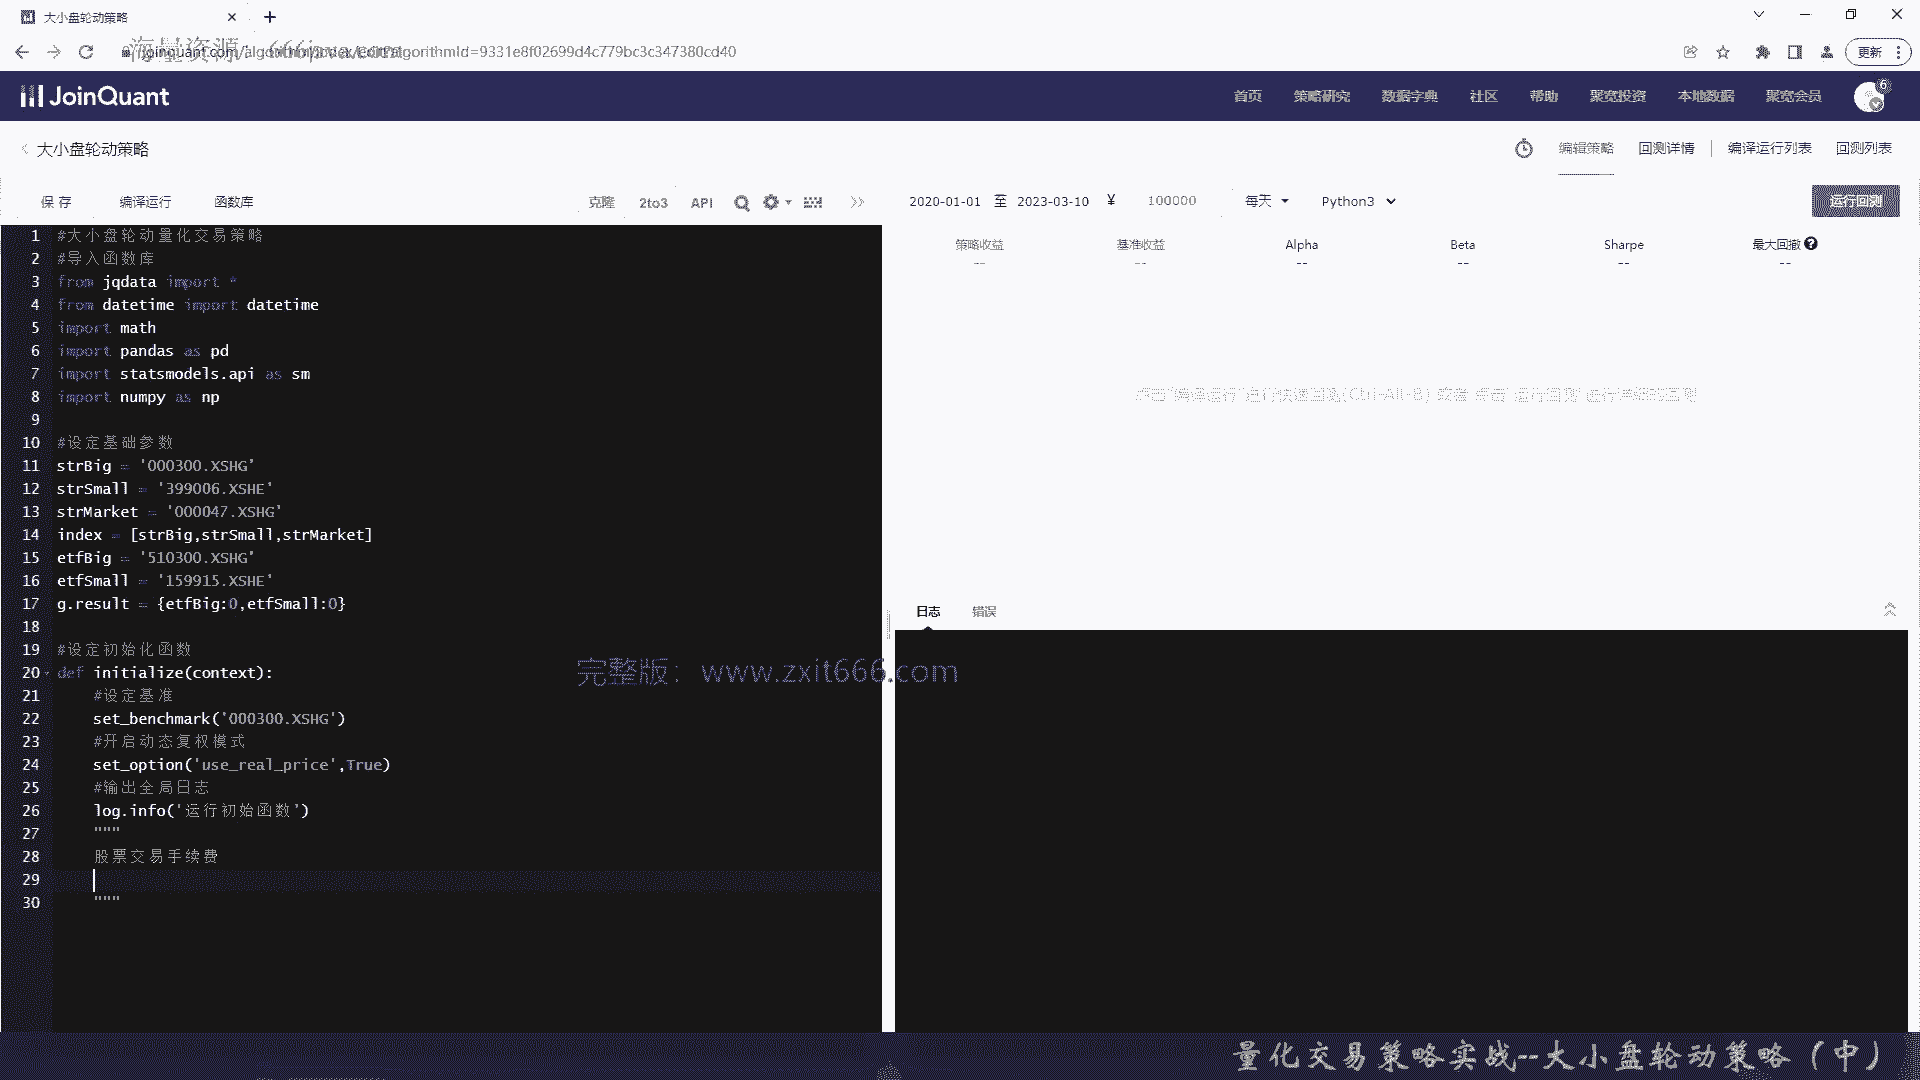 大小盘轮动策略
joinquant.com/algorithm/index/edit?algorithmId=9331e8f02699d4c779bc3c347380cd40
海量资源：
更新
JoinQuant
首页 策略研究 数据字典 社区 帮助 聚宽投资 本地数据 聚宽会员
6
大小盘轮动策略
编辑策略 回测详情 编译运行列表 回测列表
保存 编译运行 函数库 克隆 2to3 API
2020-01-01 至 2023-03-10 ¥ 100000 每天 Python3 运行回测
策略收益 基准收益 Alpha Beta Sharpe 最大回撤
-- -- -- -- -- --
点击“编译运行”进行快速回测(Ctrl-Alt-B) 或者 点击“运行回测”进行详细的回测
日志 错误
1 #大小盘轮动量化交易策略
2 #导入函数库
3 from jqdata import *
4 from datetime import datetime
5 import math
6 import pandas as pd
7 import statsmodels.api as sm
8 import numpy as np
9
10 #设定基础参数
11 strBig = '000300.XSHG'
12 strSmall = '399006.XSHE'
13 strMarket = '000047.XSHG'
14 index = [strBig,strSmall,strMarket]
15 etfBig = '510300.XSHG'
16 etfSmall = '159915.XSHE'
17 g.result = {etfBig:0,etfSmall:0}
18
19 #设定初始化函数
20 def initialize(context):
21 #设定基准
22 set_benchmark('000300.XSHG')
23 #开启动态复权模式
24 set_option('use_real_price',True)
25 #输出全局日志
26 log.info('运行初始函数')
27 """
28 股票交易手续费
29
30 """
完整版：www.zxit666.com
量化交易策略实战--大小盘轮动策略（中）